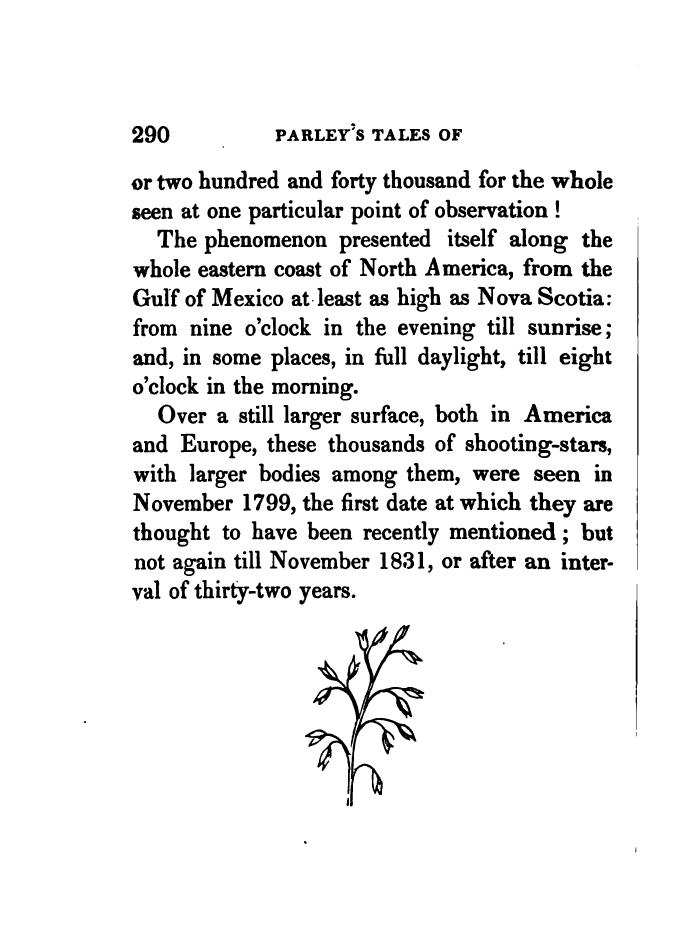 290 PARLEY'S TALES OF
or two hundred and forty thousand for the whole
seen at one particular point of observation !
The phenomenon presented itself along the
whole eastern coast of North America, from the
Gulf of Mexico at least as high as Nova Scotia:
from nine o'clock in the evening till sunrise;
and, in some places, in full daylight, till eight
o'clock in the morning.
Over a still larger surface, both in America
and Europe, these thousands of shooting-stars,
with larger bodies among them, were seen in
November 1799, the first date at which they are
thought to have been recently mentioned ; but
not again till November 1831, or after an inter-
val of thirty-two years.